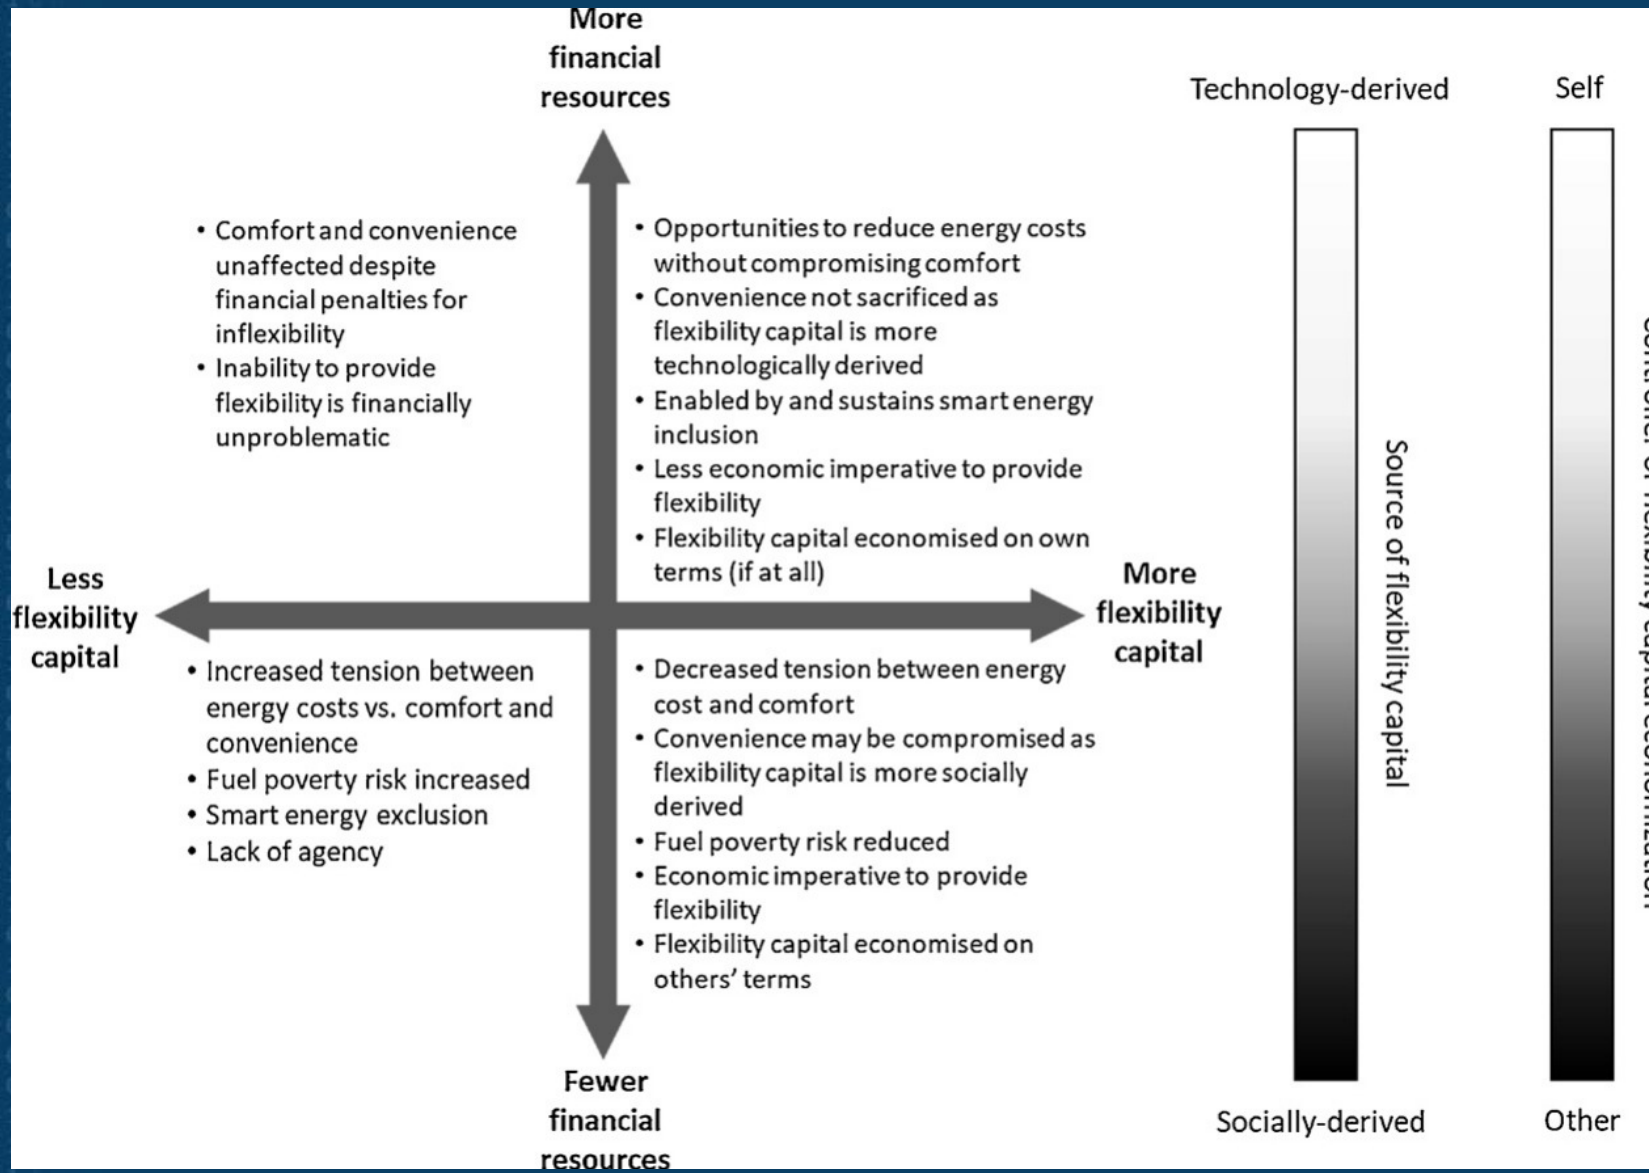 More
financial
resources
• Comfort and convenience
unaffected despite
financial penalties for
inflexibility
• Inability to provide
flexibility is financially
unproblematic
• Opportunities to reduce energy costs
without compromising comfort
• Convenience not sacrificed as
flexibility capital is more
technologically derived
• Enabled by and sustains smart energy
inclusion
• Less economic imperative to provide
flexibility
• Flexibility capital economised on own
terms (if at all)
Less
flexibility
capital
More
flexibility
capital
• Increased tension between
energy costs vs. comfort and
convenience
• Fuel poverty risk increased
• Smart energy exclusion
• Lack of agency
• Decreased tension between energy
cost and comfort
• Convenience may be compromised as
flexibility capital is more socially
derived
• Fuel poverty risk reduced
• Economic imperative to provide
flexibility
• Flexibility capital economised on
others’ terms
Fewer
financial
resources
Technology-derived
Source of flexibility capital
Socially-derived
Self
Controller of flexibility capital economization
Other